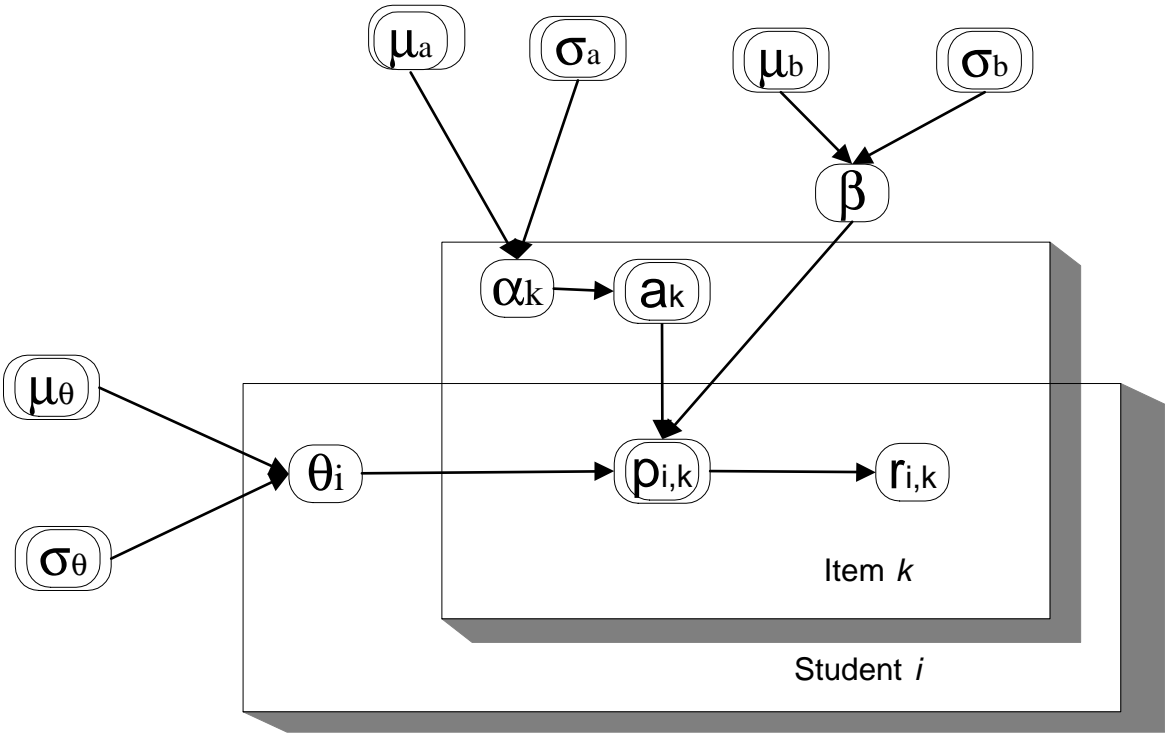 μa
σa
μb
σb
β
αk
ak
μθ
θi
pi,k
ri,k
σθ
Item k
Student i